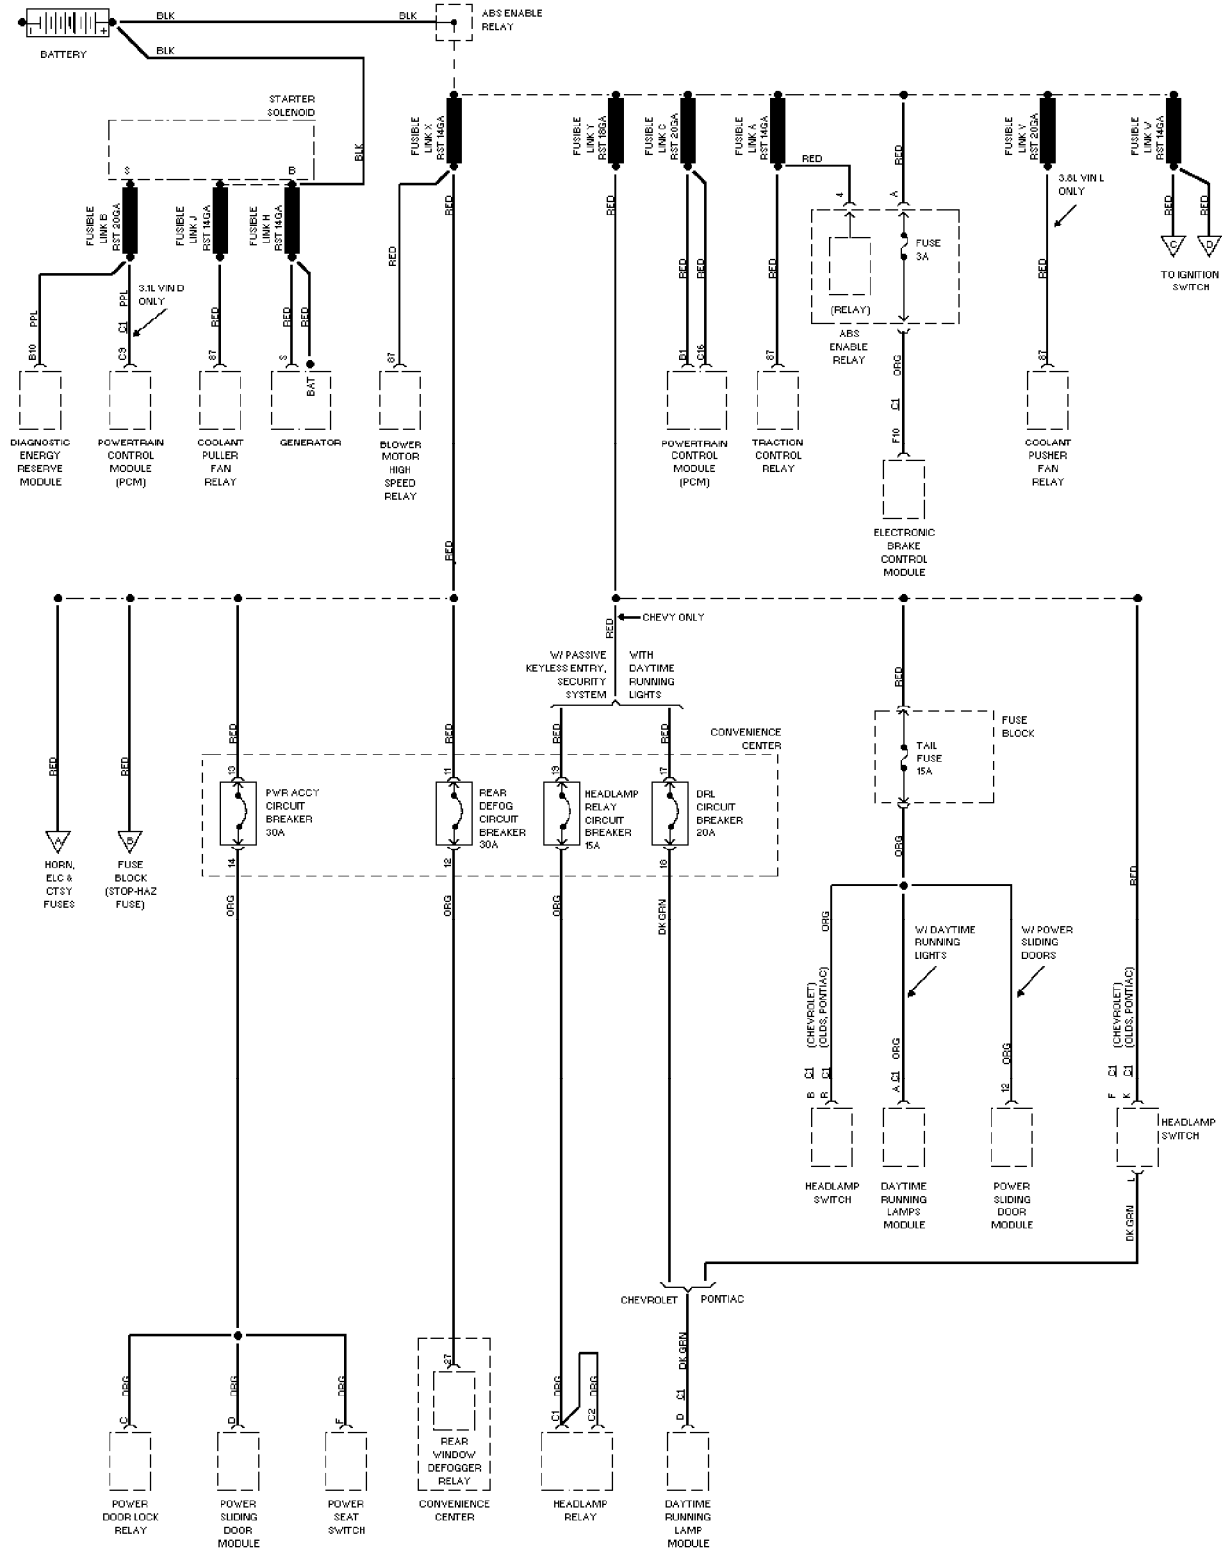 BLK
BLK
ABS ENABLE
RELAY
BATTERY
BLK
STARTER
SOLENOID
S
B
BLK
FUSIBLE
LINK B
RST 20GA
FUSIBLE
LINK J
RST 14GA
FUSIBLE
LINK H
RST 14GA
FUSIBLE
LINK X
RST 14GA
FUSIBLE
LINK Y
RST 18GA
FUSIBLE
LINK C
RST 20GA
FUSIBLE
LINK A
RST 14GA
FUSIBLE
LINK V
RST 20GA
FUSIBLE
LINK W
RST 14GA
RED
RED
RED
RED
4
A
3.8L VIN L
ONLY
RED
RED
C
D
TO IGNITION
SWITCH
FUSE
3A
(RELAY)
ABS
ENABLE
RELAY
3.1L VIN D
ONLY
PPL
PPL
C1
RED
RED
RED
RED
RED
RED
RED
B10
C3
87
S
BAT
87
B1
C16
87
87
ORG
C1
F10
DIAGNOSTIC
ENERGY
RESERVE
MODULE
POWERTRAIN
CONTROL
MODULE
(PCM)
COOLANT
PULLER
FAN
RELAY
GENERATOR
BLOWER
MOTOR
HIGH
SPEED
RELAY
POWERTRAIN
CONTROL
MODULE
(PCM)
TRACTION
CONTROL
RELAY
COOLANT
PUSHER
FAN
RELAY
ELECTRONIC
BRAKE
CONTROL
MODULE
RED
RED
RED
CHEVY ONLY
RED
W/ PASSIVE
KEYLESS ENTRY,
SECURITY
SYSTEM
WITH
DAYTIME
RUNNING
LIGHTS
RED
RED
RED
RED
RED
RED
RED
CONVENIENCE
CENTER
FUSE
BLOCK
TAIL
FUSE
15A
13
11
19
17
PWR ACCY
CIRCUIT
BREAKER
30A
REAR
DEFOG
CIRCUIT
BREAKER
30A
HEADLAMP
RELAY
CIRCUIT
BREAKER
15A
DRL
CIRCUIT
BREAKER
20A
14
12
18
A
HORN,
ELC &
CTSY
FUSES
B
FUSE
BLOCK
(STOP-HAZ
FUSE)
ORG
ORG
ORG
DK GRN
ORG
RED
ORG
W/ DAYTIME
RUNNING
LIGHTS
W/ POWER
SLIDING
DOORS
(CHEVROLET)
(OLDS, PONTIAC)
(CHEVROLET)
(OLDS, PONTIAC)
ORG
ORG
B C1
R C1
A C1
12
F C1
K C1
HEADLAMP
SWITCH
L
HEADLAMP
SWITCH
DAYTIME
RUNNING
LAMPS
MODULE
POWER
SLIDING
DOOR
MODULE
DK GRN
CHEVROLET
PONTIAC
DK GRN
C1
D
ORG
ORG
ORG
C
D
F
27
ORG
ORG
C1
C2
REAR
WINDOW
DEFOGGER
RELAY
POWER
DOOR LOCK
RELAY
POWER
SLIDING
DOOR
MODULE
POWER
SEAT
SWITCH
CONVENIENCE
CENTER
HEADLAMP
RELAY
DAYTIME
RUNNING
LAMP
MODULE